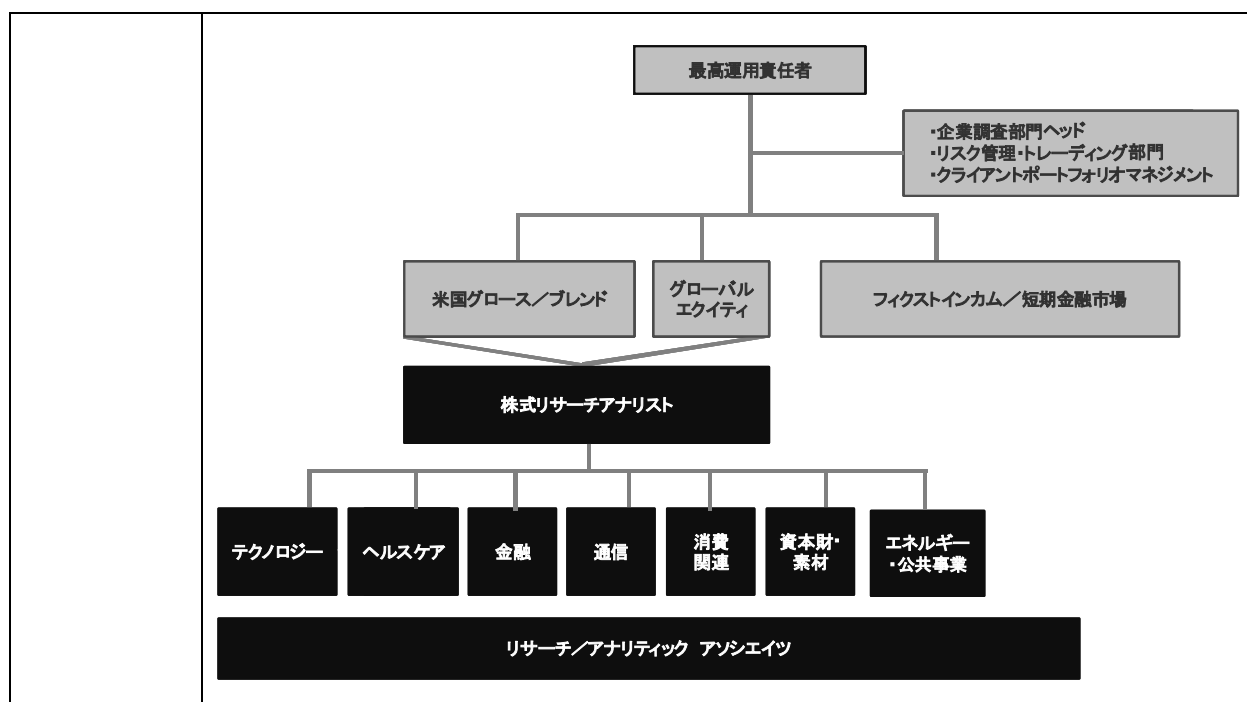 最高運用責任者
・企業調査部門ヘッド
・リスク管理・トレーディング部門
・クライアントポートフォリオマネジメント
米国グロース／ブレンド
グローバル
エクイティ
フィクストインカム／短期金融市場
株式リサーチアナリスト
テクノロジー
ヘルスケア
金融
通信
消費
関連
資本財・
素材
エネルギー
・公共事業
リサーチ／アナリティック アソシエイツ